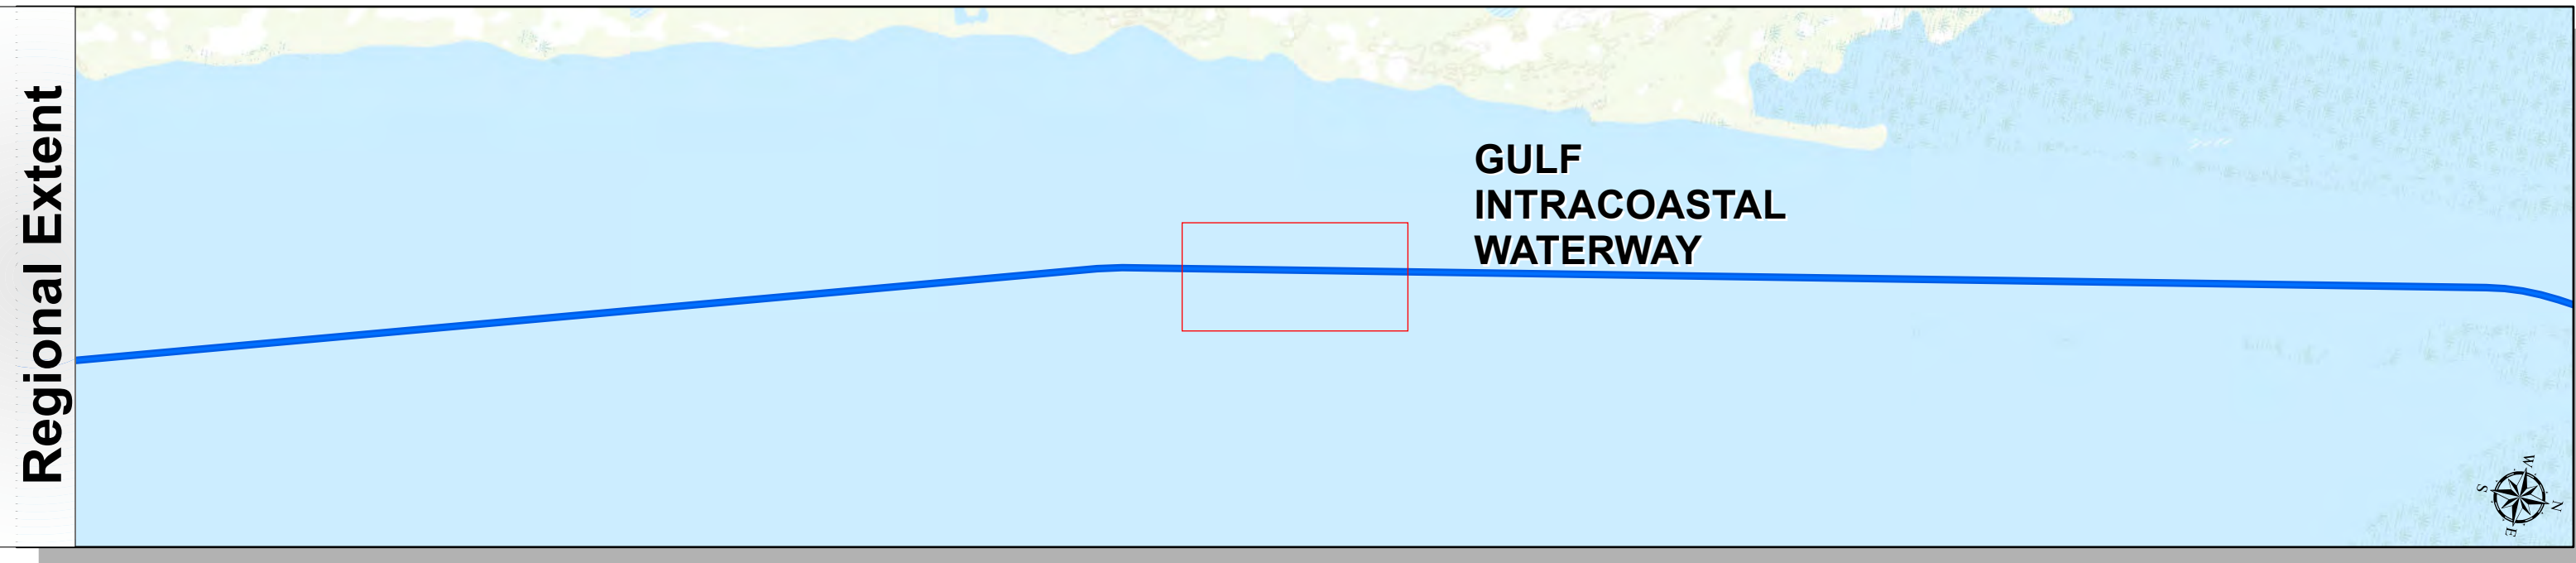 Regional Extent
GULF
INTRACOASTAL
WATERWAY
W
S
N
E